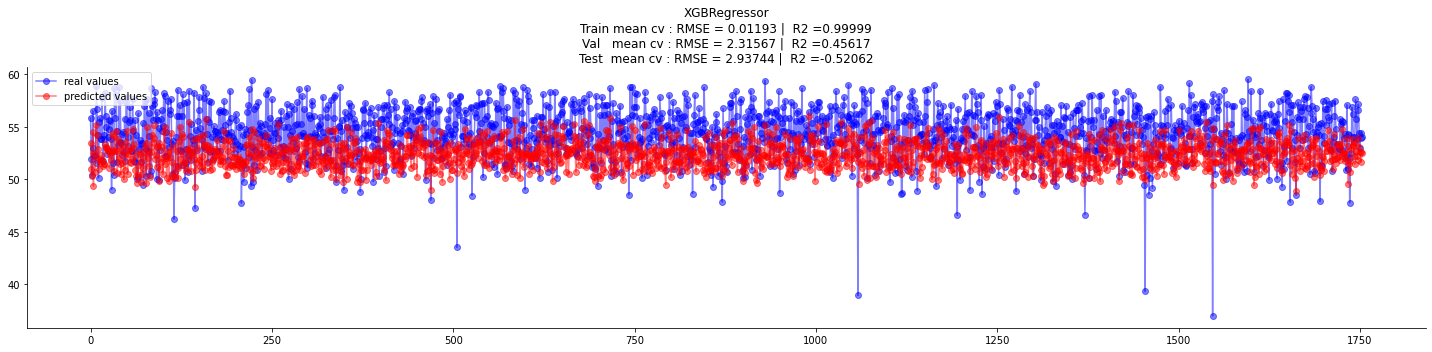 XGBRegressor
Train mean cv : RMSE = 0.01193 | R2 =0.99999
Val mean cv : RMSE = 2.31567 | R2 =0.45617
Test mean cv : RMSE = 2.93744 | R2 =-0.52062
60
real values
predicted values
55
50
45
40
0 250 500 750 1000 1250 1500 1750